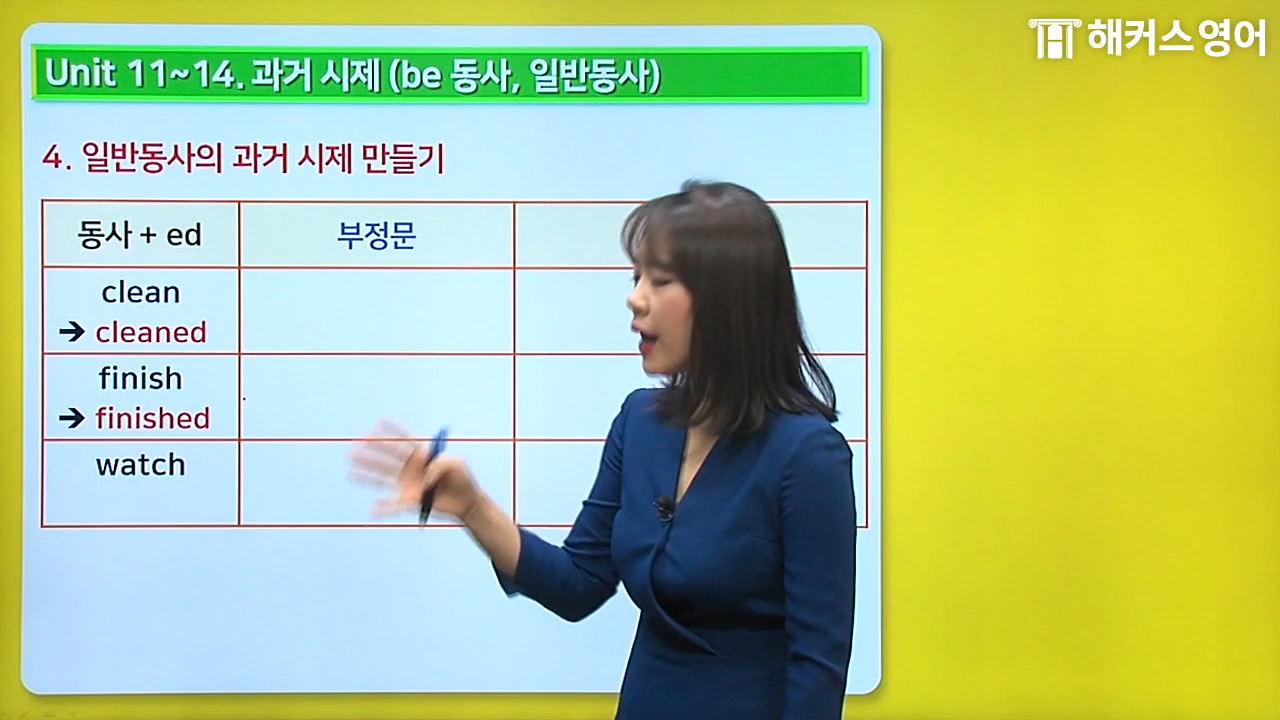 해커스 영어
Unit 11~14. 과거 시제 (be 동사, 일반동사)
4. 일반동사의 과거 시제 만들기
동사 + ed
부정문
clean
➔ cleaned
finish
➔ finished
watch